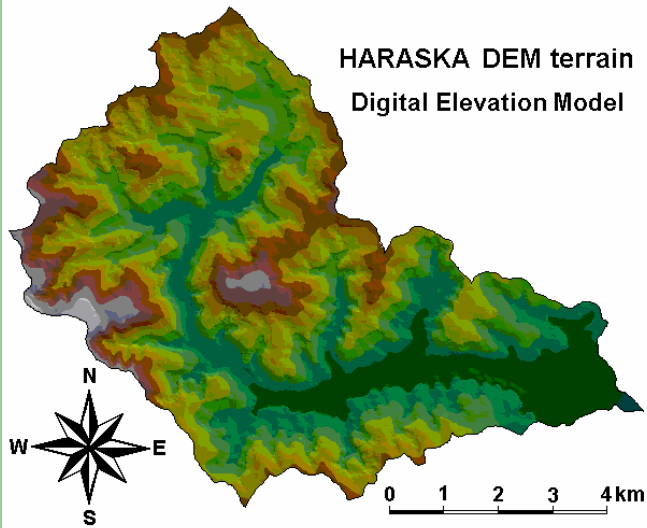 HARASKA DEM terrain
Digital Elevation Model
N
W E
S
0 1 2 3 4 km